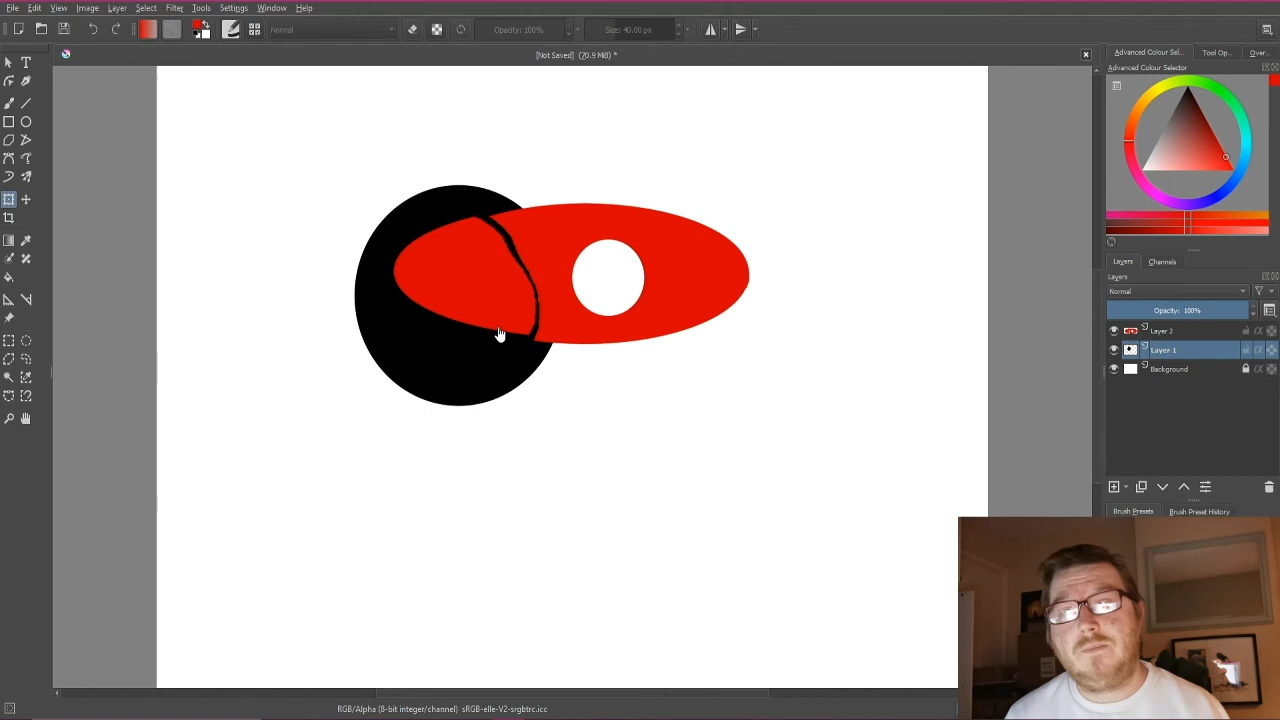 File Edit View Image Layer Select Filter Tools Settings Window Help
Normal Opacity: 100% Size: 40.00 px
[Not Saved] (70.9 MiB) *
Advanced Colour Sel... Tool Op... Over...
Advanced Colour Selector
Layers Channels
Layers
Normal
Opacity: 100%
Layer 2
Layer 1
Background
Brush Presets Brush Preset History
RGB/Alpha (8-bit integer/channel) sRGB-elle-V2-srgbtrc.icc